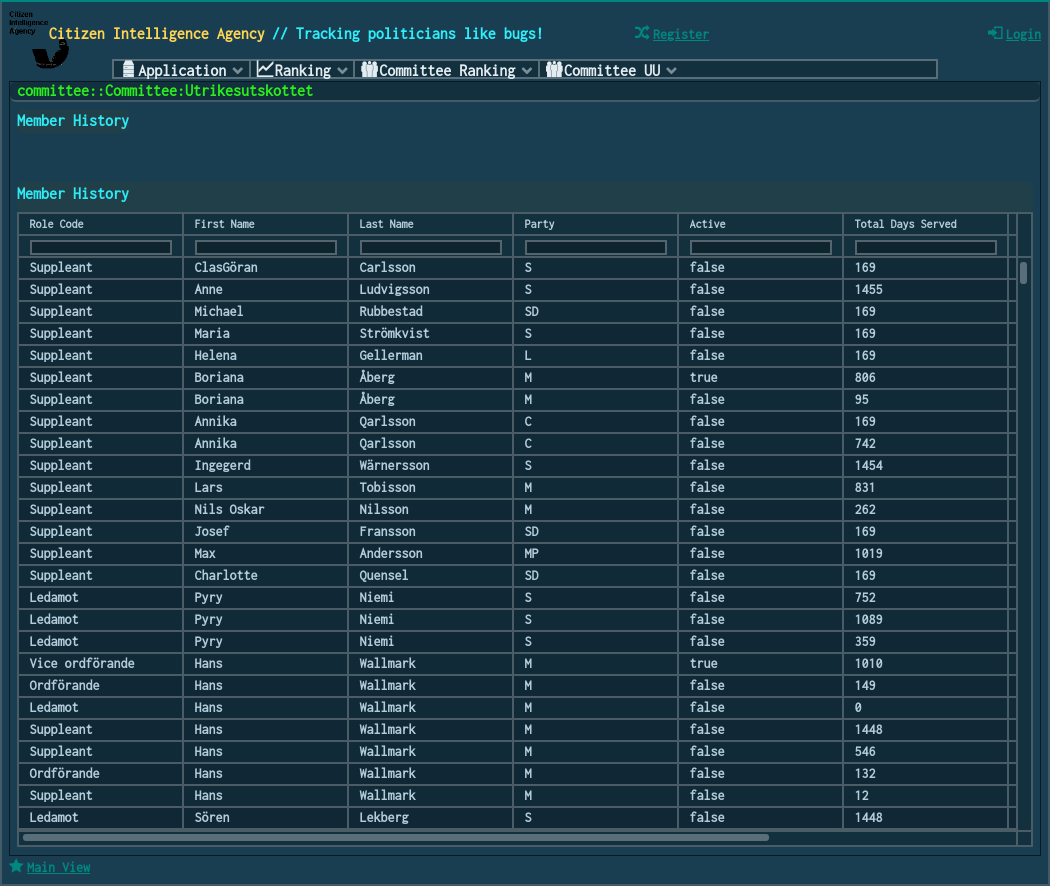 Citizen
Intelligence
Agency
Citizen Intelligence Agency // Tracking politicians like bugs!
Register
Login
Application Ranking Committee Ranking Committee UU
committee::Committee:Utrikesutskottet
Member History
Member History
Role Code First Name Last Name Party Active Total Days Served
Suppleant ClasGöran Carlsson S false 169
Suppleant Anne Ludvigsson S false 1455
Suppleant Michael Rubbestad SD false 169
Suppleant Maria Strömkvist S false 169
Suppleant Helena Gellerman L false 169
Suppleant Boriana Åberg M true 806
Suppleant Boriana Åberg M false 95
Suppleant Annika Qarlsson C false 169
Suppleant Annika Qarlsson C false 742
Suppleant Ingegerd Wärnersson S false 1454
Suppleant Lars Tobisson M false 831
Suppleant Nils Oskar Nilsson M false 262
Suppleant Josef Fransson SD false 169
Suppleant Max Andersson MP false 1019
Suppleant Charlotte Quensel SD false 169
Ledamot Pyry Niemi S false 752
Ledamot Pyry Niemi S false 1089
Ledamot Pyry Niemi S false 359
Vice ordförande Hans Wallmark M true 1010
Ordförande Hans Wallmark M false 149
Ledamot Hans Wallmark M false 0
Suppleant Hans Wallmark M false 1448
Suppleant Hans Wallmark M false 546
Ordförande Hans Wallmark M false 132
Suppleant Hans Wallmark M false 12
Ledamot Sören Lekberg S false 1448
Main View